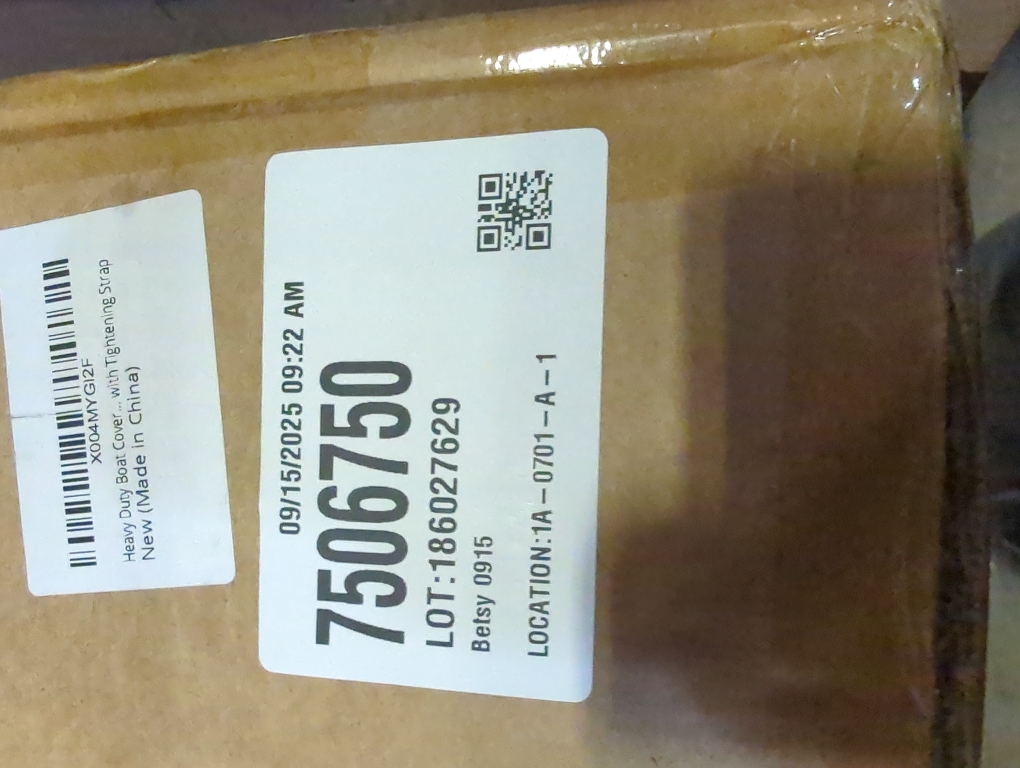 X004MYGI2F
Heavy Duty Boat Cover... with Tightening Strap
New (Made in China)
09/15/2025 09:22 AM
7506750
LOT:186027629
Betsy 0915
LOCATION:1A-0701-A-1